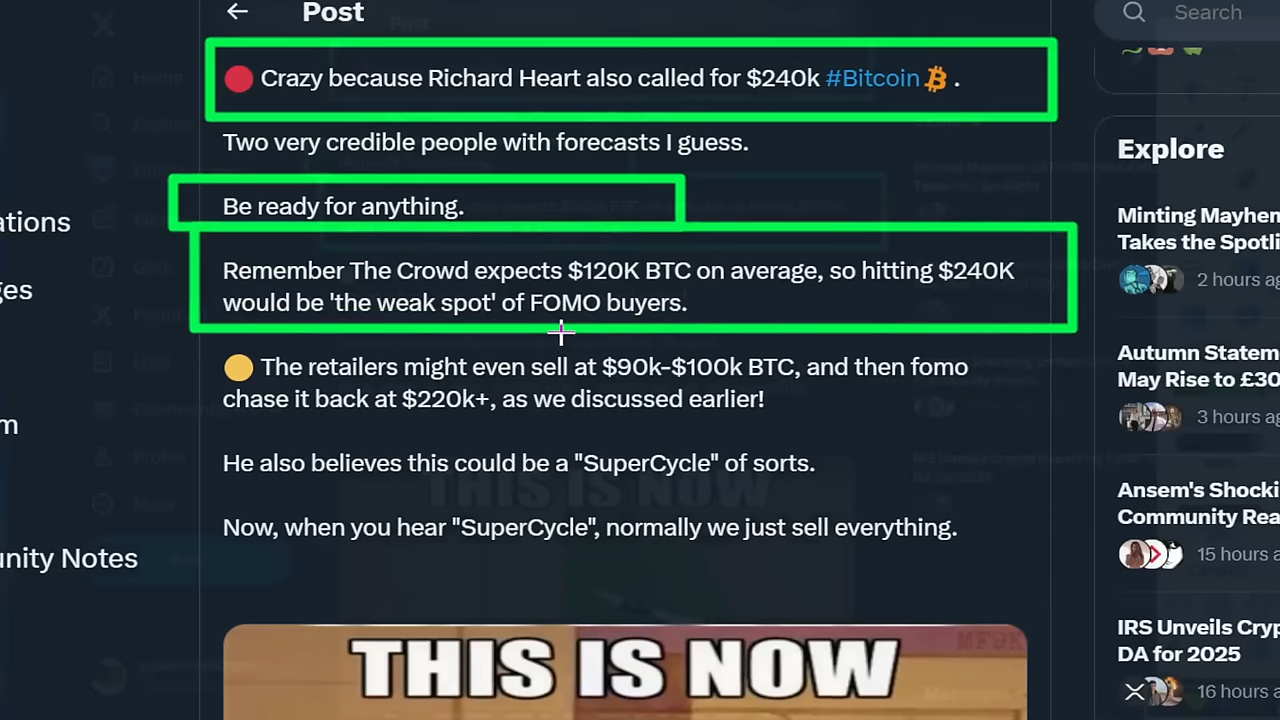 Post
Search
🔴 Crazy because Richard Heart also called for $240k #Bitcoin .
Two very credible people with forecasts I guess.
Explore
Be ready for anything.
ations
Minting Mayhem
Takes the Spotli
2 hours ag
Remember The Crowd expects $120K BTC on average, so hitting $240K
would be 'the weak spot' of FOMO buyers.
ges
🟡 The retailers might even sell at $90k-$100k BTC, and then fomo
chase it back at $220k+, as we discussed earlier!
Autumn Statem
May Rise to £30
3 hours ag
m
He also believes this could be a "SuperCycle" of sorts.
Now, when you hear "SuperCycle", normally we just sell everything.
Ansem's Shocki
Community Rea
15 hours a
unity Notes
THIS IS NOW
IRS Unveils Cryp
DA for 2025
16 hours a